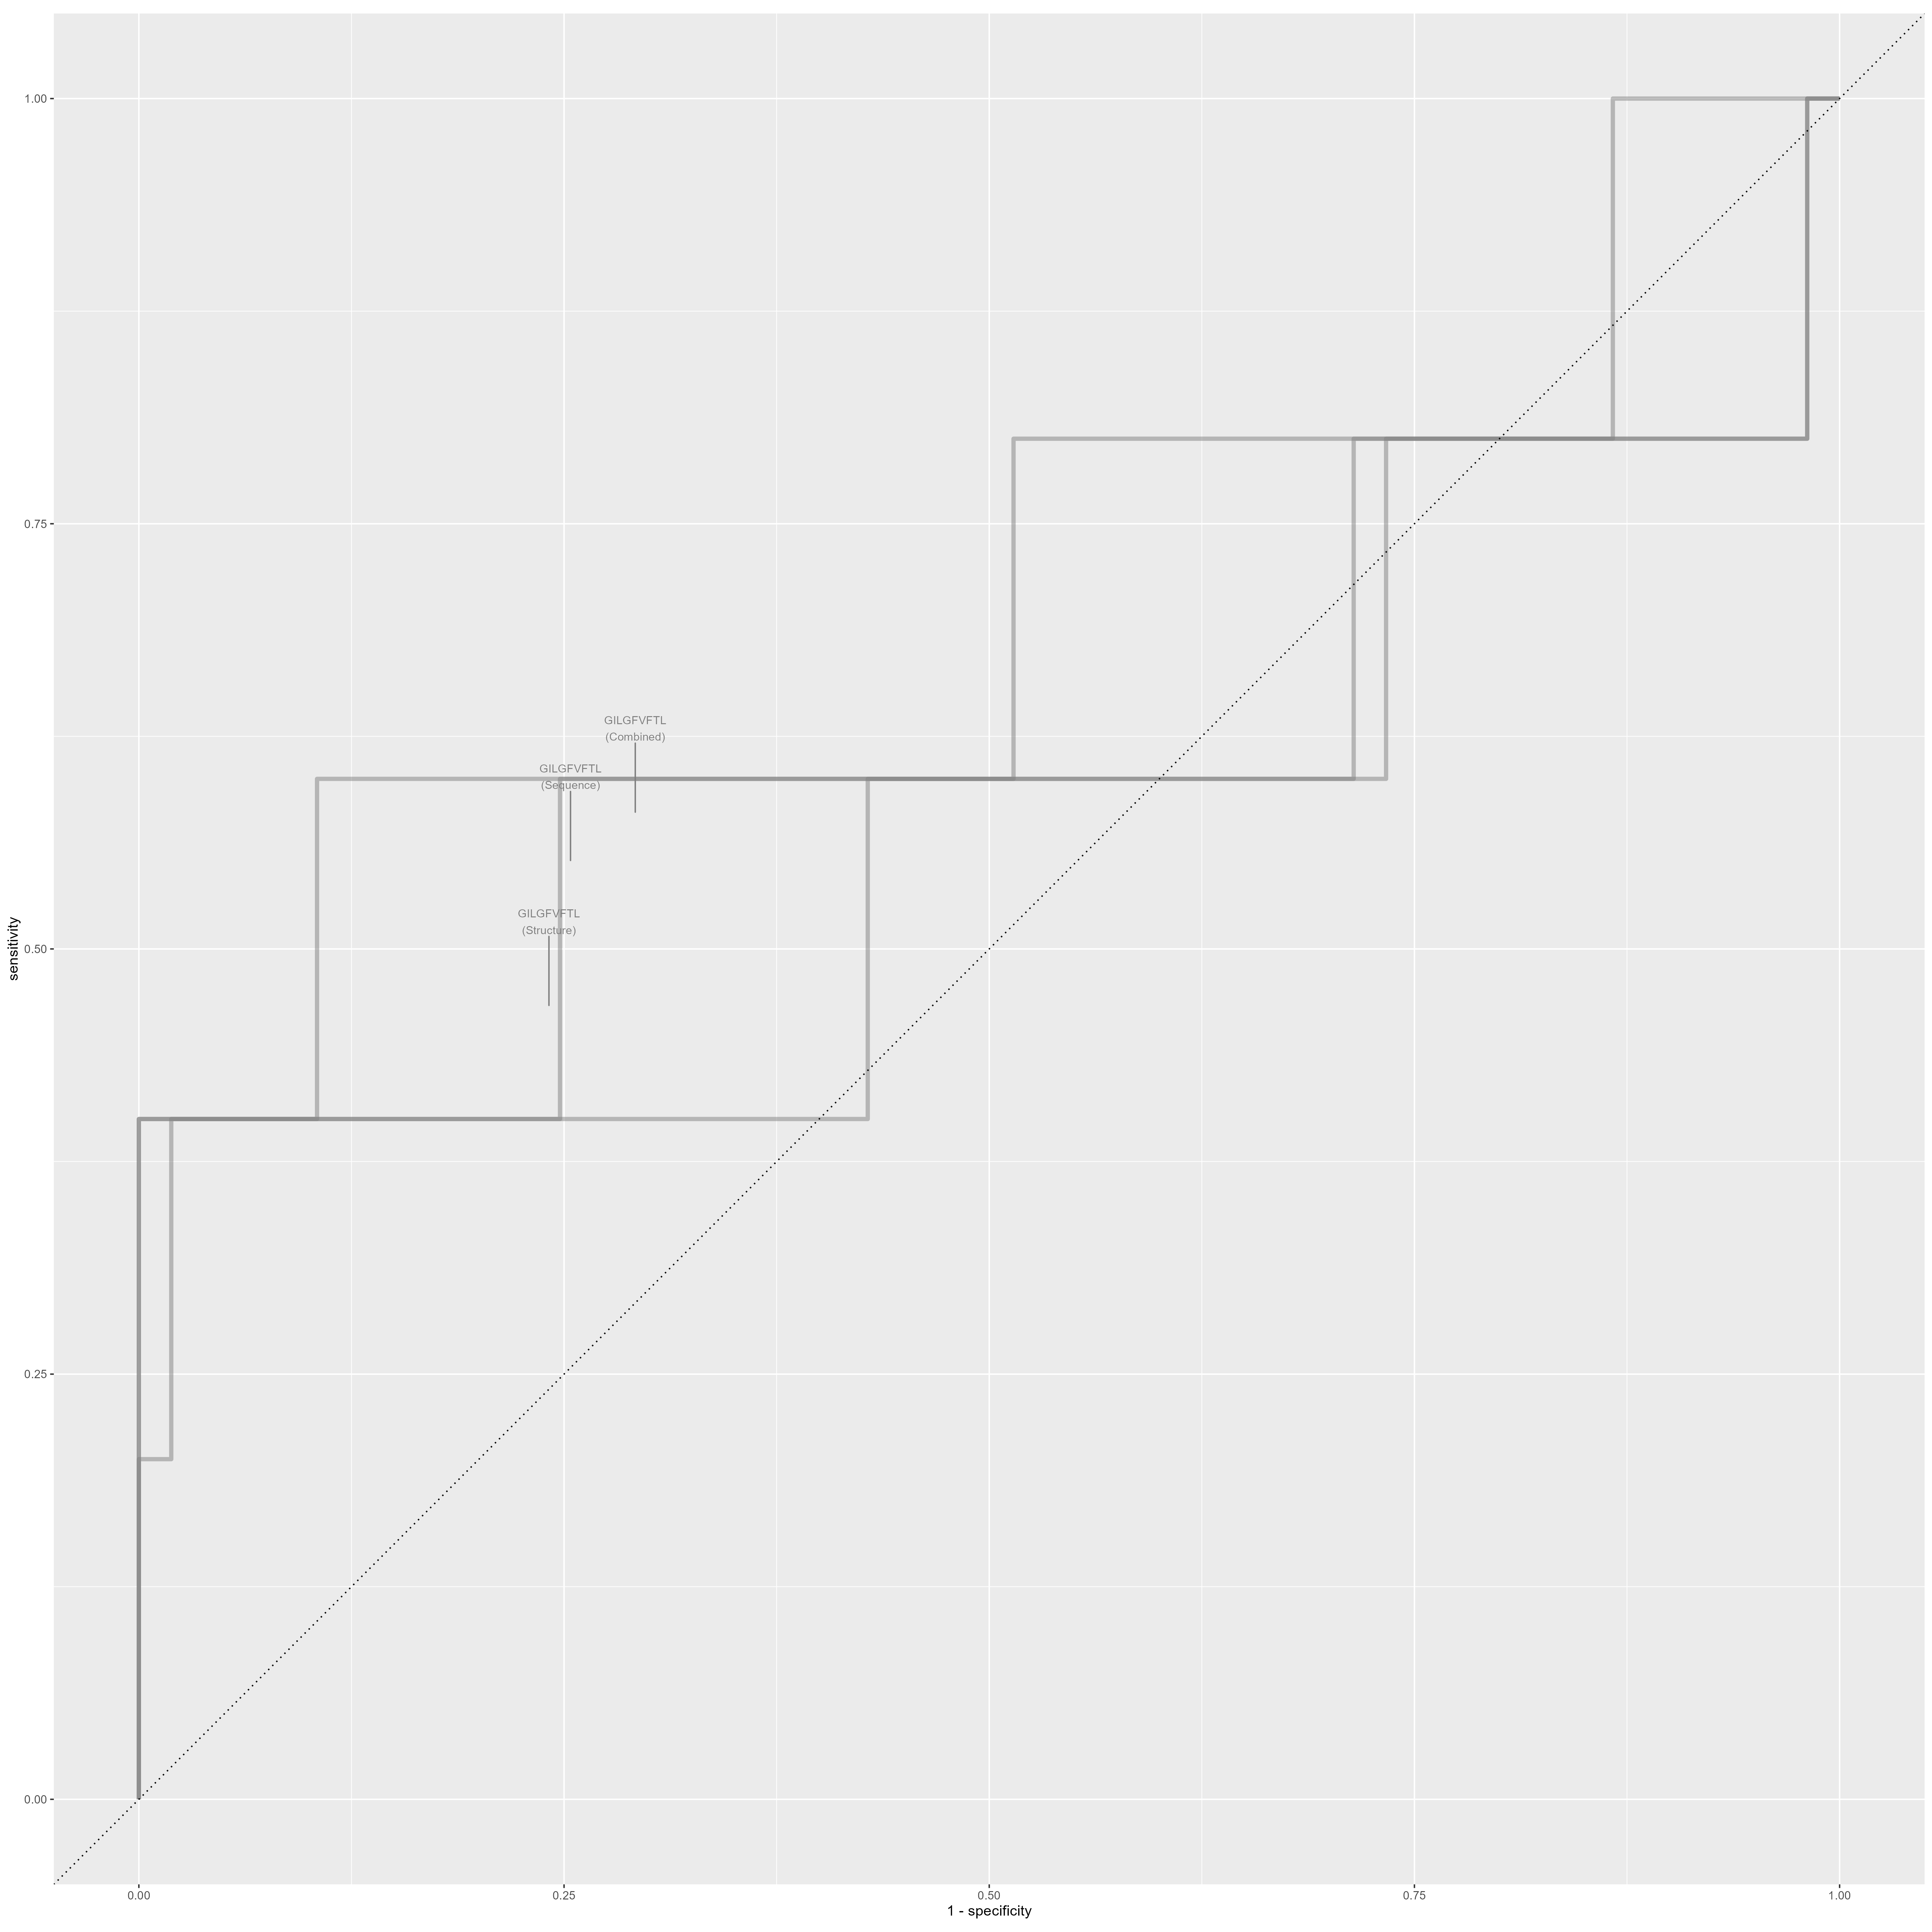 1.00
0.75
0.50
0.25
0.00
sensitivity
GILGFVFTL
(Combined)
GILGFVFTL
(Sequence)
GILGFVFTL
(Structure)
0.00
0.25
0.50
0.75
1.00
1 - specificity